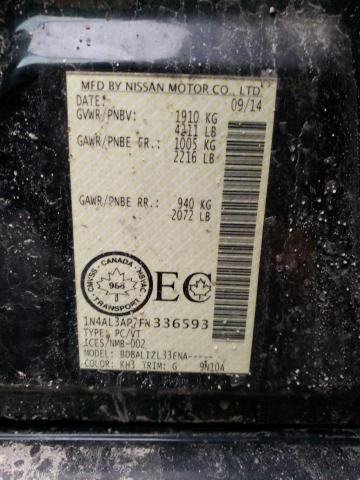 MFD BY NISSAN MOTOR CO., LTD.
DATE: 09/14
GVWR/PNBV: 1910 KG
4211 LB
GAWR/PNBE FR.: 1005 KG
2216 LB
GAWR/PNBE RR.: 940 KG
2072 LB
CANADA
CMVSS NSVAC
966
TRANSPORT
EC
1N4AL3AP7FN336593
TYPE: PC/VT
ICES/NMB-002
MODEL: BDBALIZL33ENA-----
COLOR: KH3 TRIM: G 9N10A